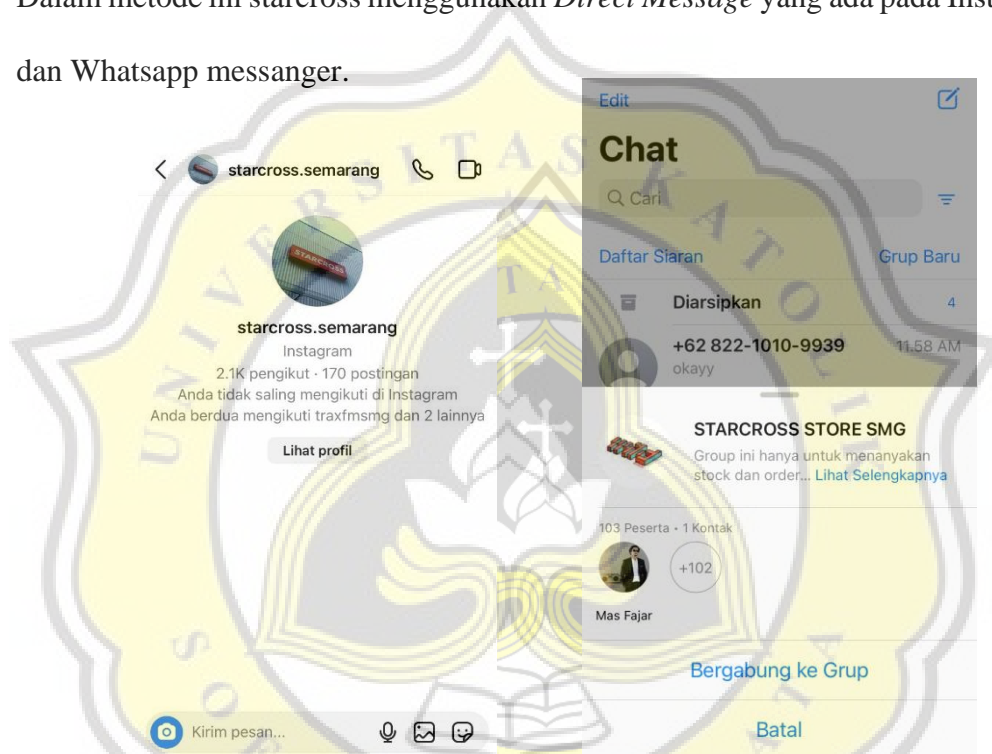 Dalam metode ini starcross menggunakan Direct Message yang ada pada
dan Whatsapp messanger.
starcross.semarang
STARCROSS
starcross.semarang
Instagram
2.1K pengikut · 170 postingan
Anda tidak saling mengikuti di Instagram
Anda berdua mengikuti traxfmsmg dan 2 lainnya
Lihat profil
Kirim pesan...
Edit
Chat
Cari
Daftar Siaran Grup Baru
Diarsipkan 4
+62 822-1010-9939 11.58 AM
okayy
STARCROSS STORE SMG
Group ini hanya untuk menanyakan
stock dan order... Lihat Selengkapnya
103 Peserta • 1 Kontak
+102
Mas Fajar
Bergabung ke Grup
Batal
UNIVERSITAS KATOLIK